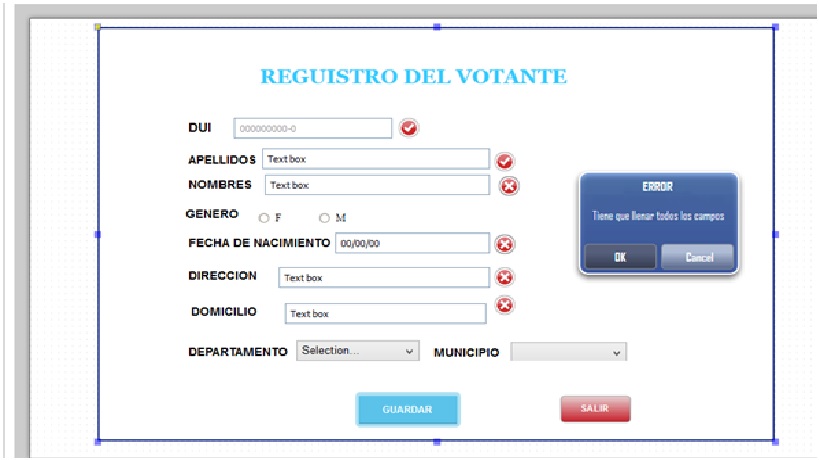 REGUISTRO DEL VOTANTE
DUI 000000000-0
APELLIDOS Text box
NOMBRES Text box
GENERO F M
FECHA DE NACIMIENTO 00/00/00
DIRECCION Text box
DOMICILIO Text box
DEPARTAMENTO Selection... MUNICIPIO
GUARDAR SALIR
ERROR
Tiene que llenar todos los campos
OK Cancel